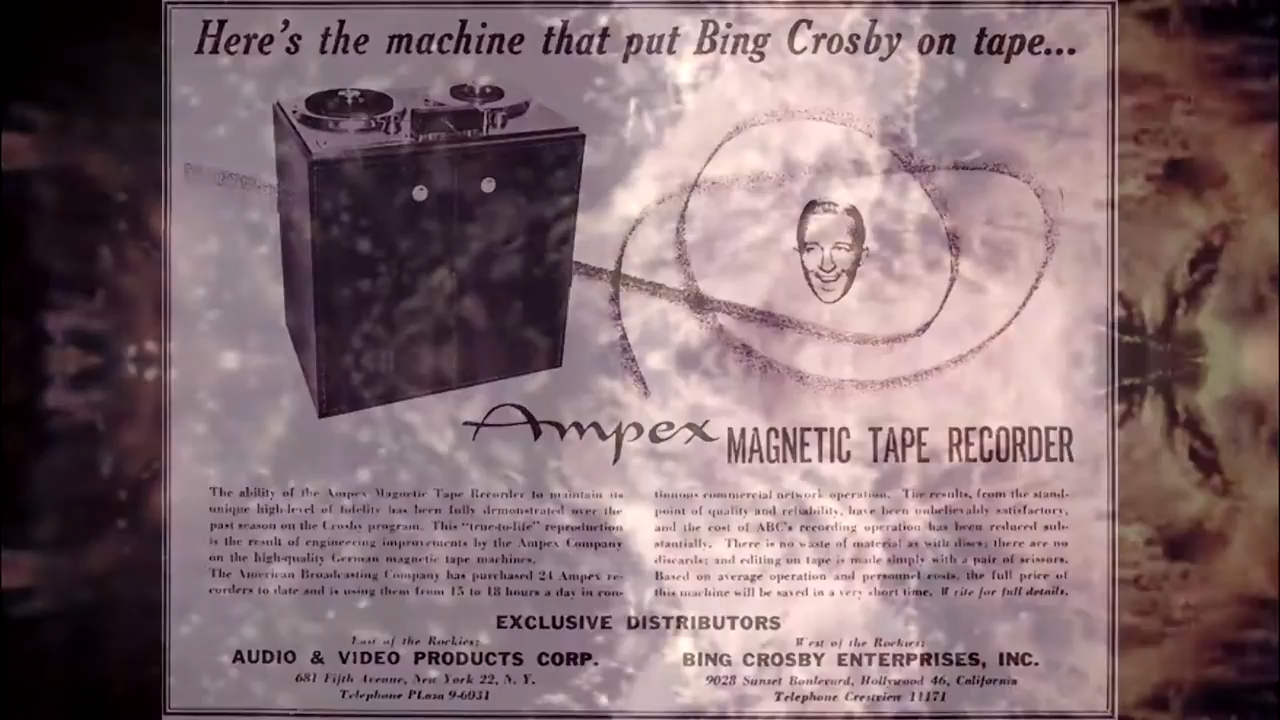 Here's the machine that put Bing Crosby on tape...
Ampex MAGNETIC TAPE RECORDER
The ability of the Ampex Magnetic Tape Recorder to maintain its
unique high-level of fidelity has been fully demonstrated over the
past season on the Crosby program. This "true-to-life" reproduction
is the result of engineering improvements by the Ampex Company
on the high-quality German magnetic tape machines.
The American Broadcasting Company has purchased 24 Ampex re-
corders to date and is using them from 15 to 18 hours a day in con-
tinuous commercial network operation. The results, from the stand-
point of quality and reliability, have been unbelievably satisfactory,
and the cost of ABC's recording operation has been reduced sub-
stantially. There is no waste of material as with discs; there are no
discards; and editing on tape is made simply with a pair of scissors.
Based on average operation and personnel costs, the full price of
this machine will be saved in a very short time. Write for full details.
EXCLUSIVE DISTRIBUTORS
East of the Rockies:
AUDIO & VIDEO PRODUCTS CORP.
681 Fifth Avenue, New York 22, N. Y.
Telephone PLaza 9-6031
West of the Rockies:
BING CROSBY ENTERPRISES, INC.
9028 Sunset Boulevard, Hollywood 46, California
Telephone Crestview 11171